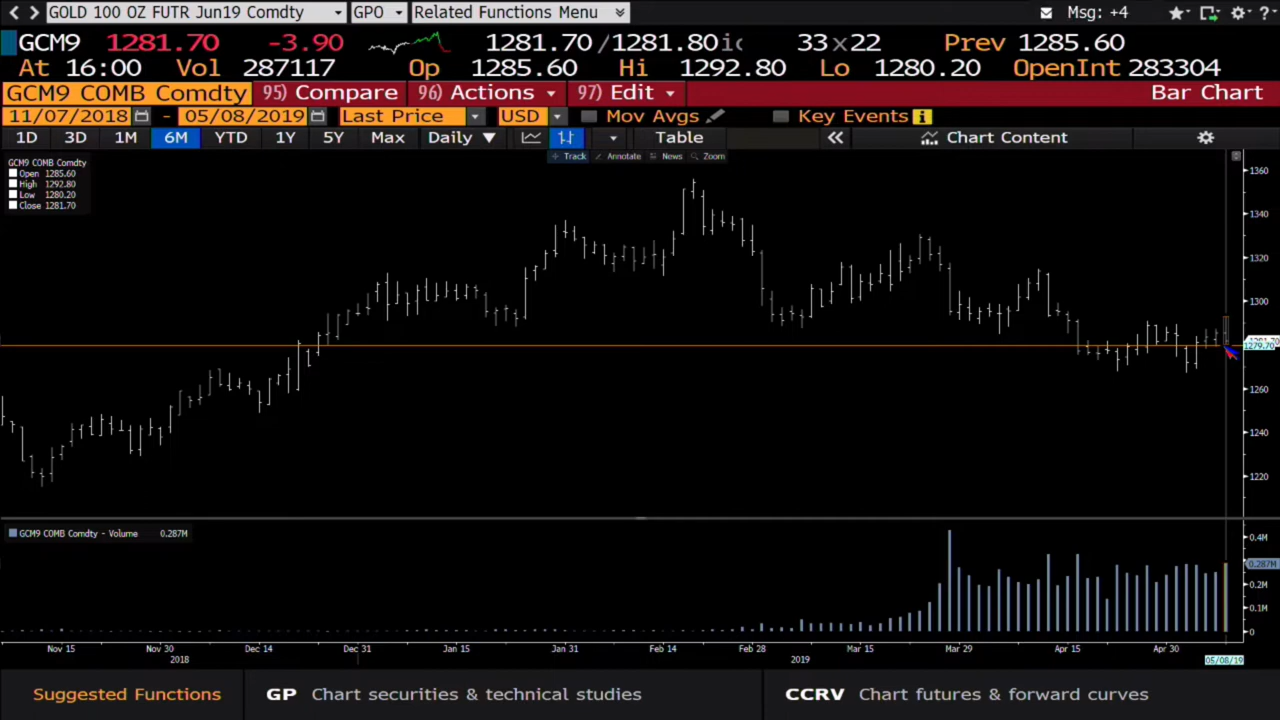 GOLD 100 OZ FUTR Jun19 Comdty GPO Related Functions Menu Msg: +4 ?
GCM9 1281.70 -3.90 1281.70 /1281.80 33 x 22 Prev 1285.60
At 16:00 Vol 287117 Op 1285.60 Hi 1292.80 Lo 1280.20 OpenInt 283304
GCM9 COMB Comdty 95) Compare 96) Actions 97) Edit Bar Chart
11/07/2018 - 05/08/2019 Last Price USD Mov Avgs Key Events
1D 3D 1M 6M YTD 1Y 5Y Max Daily Table Chart Content
Track Annotate News Zoom
GCM9 COMB Comdty
Open 1285.60
High 1292.80
Low 1280.20
Close 1281.70
1360
1340
1320
1300
1279.70
1260
1240
1220
GCM9 COMB Comdty - Volume 0.287M
0.4M
0.287M
0.2M
0.1M
0
Nov 15 Nov 30 Dec 14 Dec 31 Jan 15 Jan 31 Feb 14 Feb 28 Mar 15 Mar 29 Apr 15 Apr 30
2018 2019 05/08/19
Suggested Functions GP Chart securities & technical studies CCRV Chart futures & forward curves